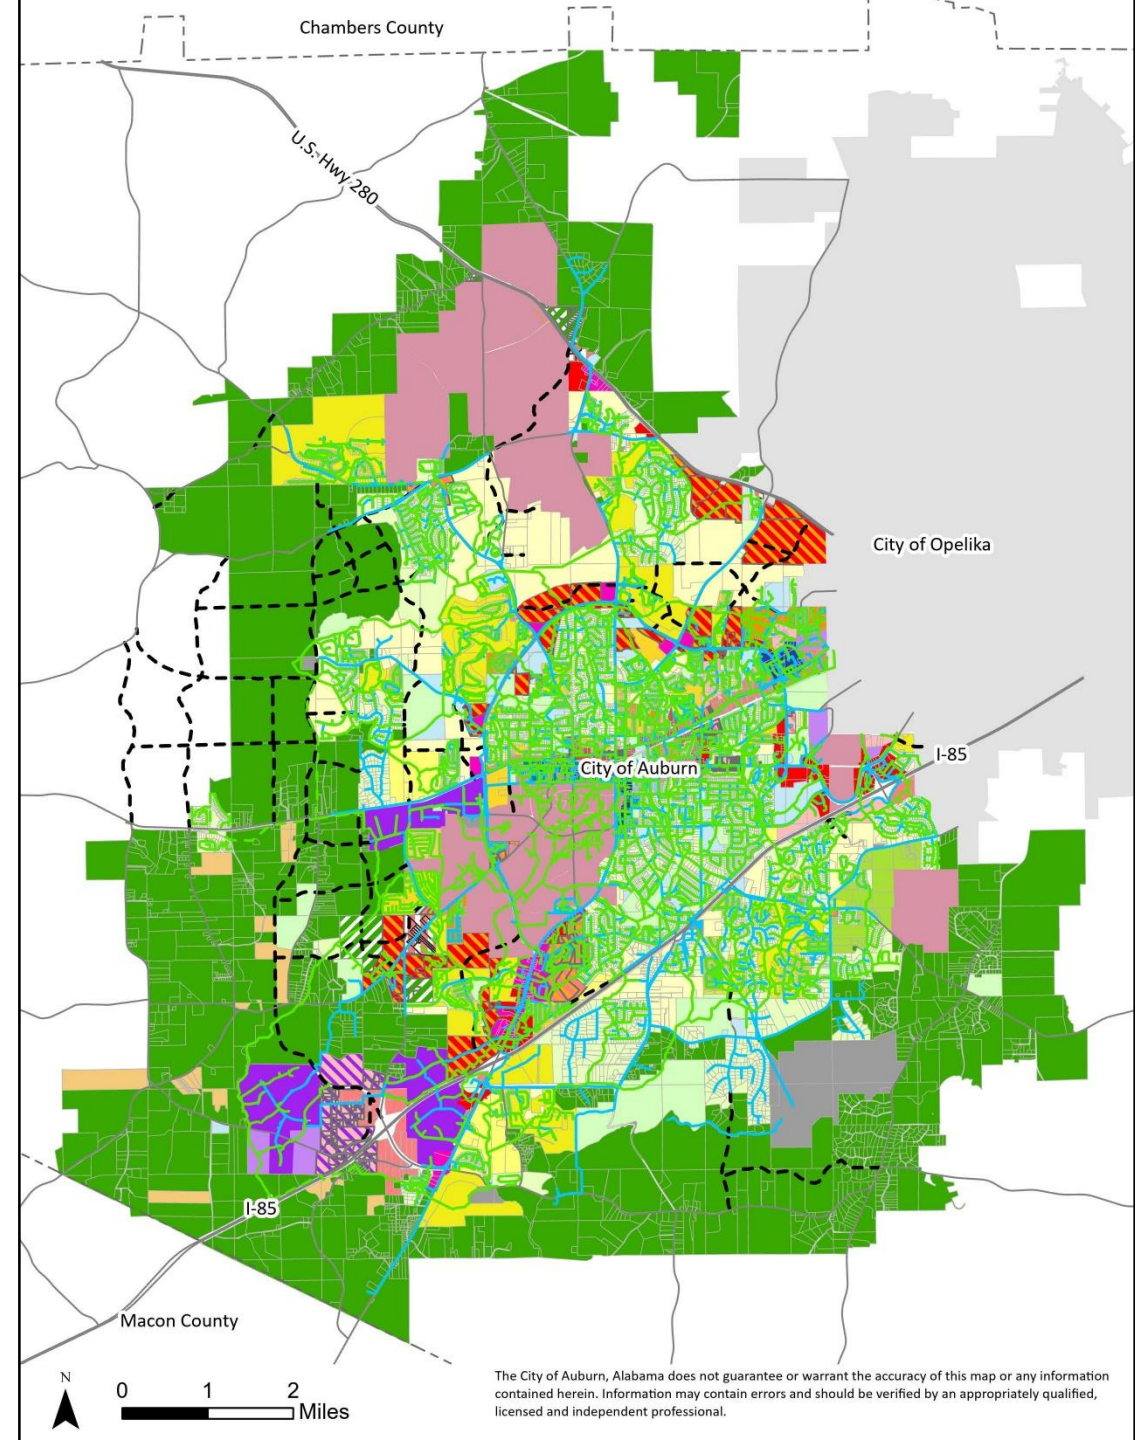 Chambers County
U.S. Hwy 280
City of Opelika
I-85
City of Auburn
I-85
Macon County
N
0 1 2
Miles
The City of Auburn, Alabama does not guarantee or warrant the accuracy of this map or any information
contained herein. Information may contain errors and should be verified by an appropriately qualified,
licensed and independent professional.